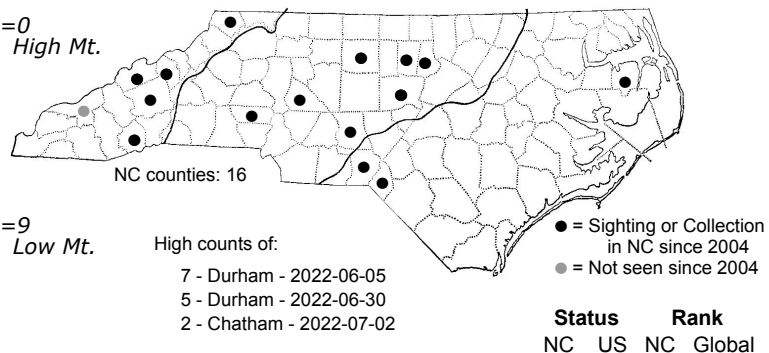 =0
High Mt.
NC counties: 16
=9
Low Mt.
High counts of:
7 - Durham - 2022-06-05
5 - Durham - 2022-06-30
2 - Chatham - 2022-07-02
= Sighting or Collection
in NC since 2004
= Not seen since 2004
Status Rank
NC US NC Global